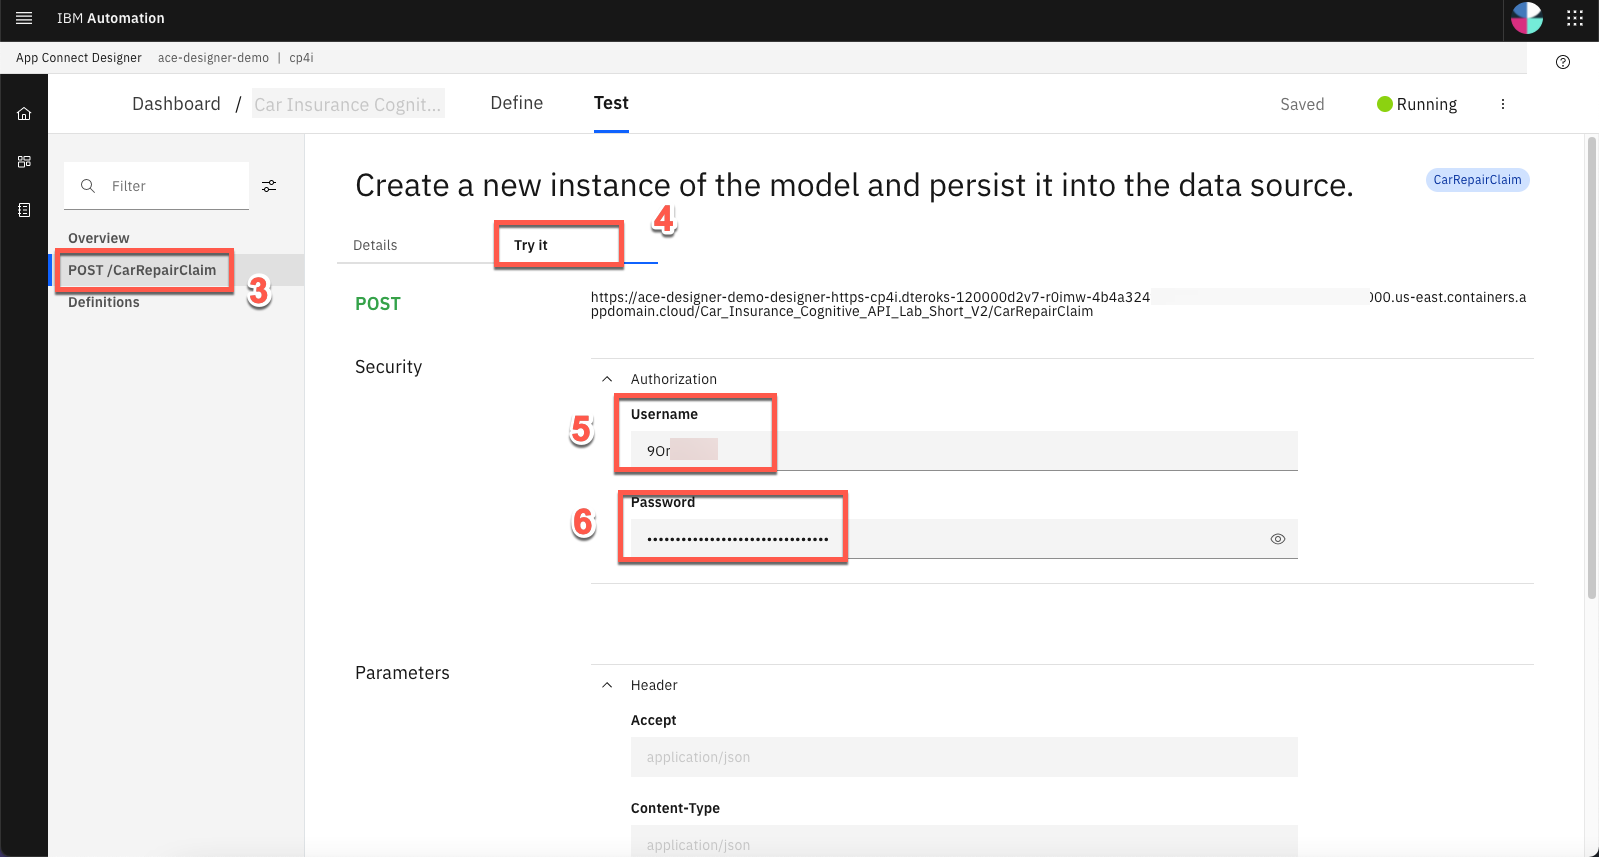 IBM Automation
App Connect Designer ace-designer-demo | cp4i
Dashboard / Car Insurance Cognit... Define Test Saved Running
Filter
Overview
POST /CarRepairClaim
3
Definitions
Create a new instance of the model and persist it into the data source.
CarRepairClaim
4
Details Try it
POST
https://ace-designer-demo-designer-https-cp4i.dteroks-120000d2v7-r0imw-4b4a324 000.us-east.containers.a
ppdomain.cloud/Car_Insurance_Cognitive_API_Lab_Short_V2/CarRepairClaim
Security
Authorization
5
Username
9Or
6
Password
••••••••••••••••••••••••••••••••
Parameters
Header
Accept
application/json
Content-Type
application/json